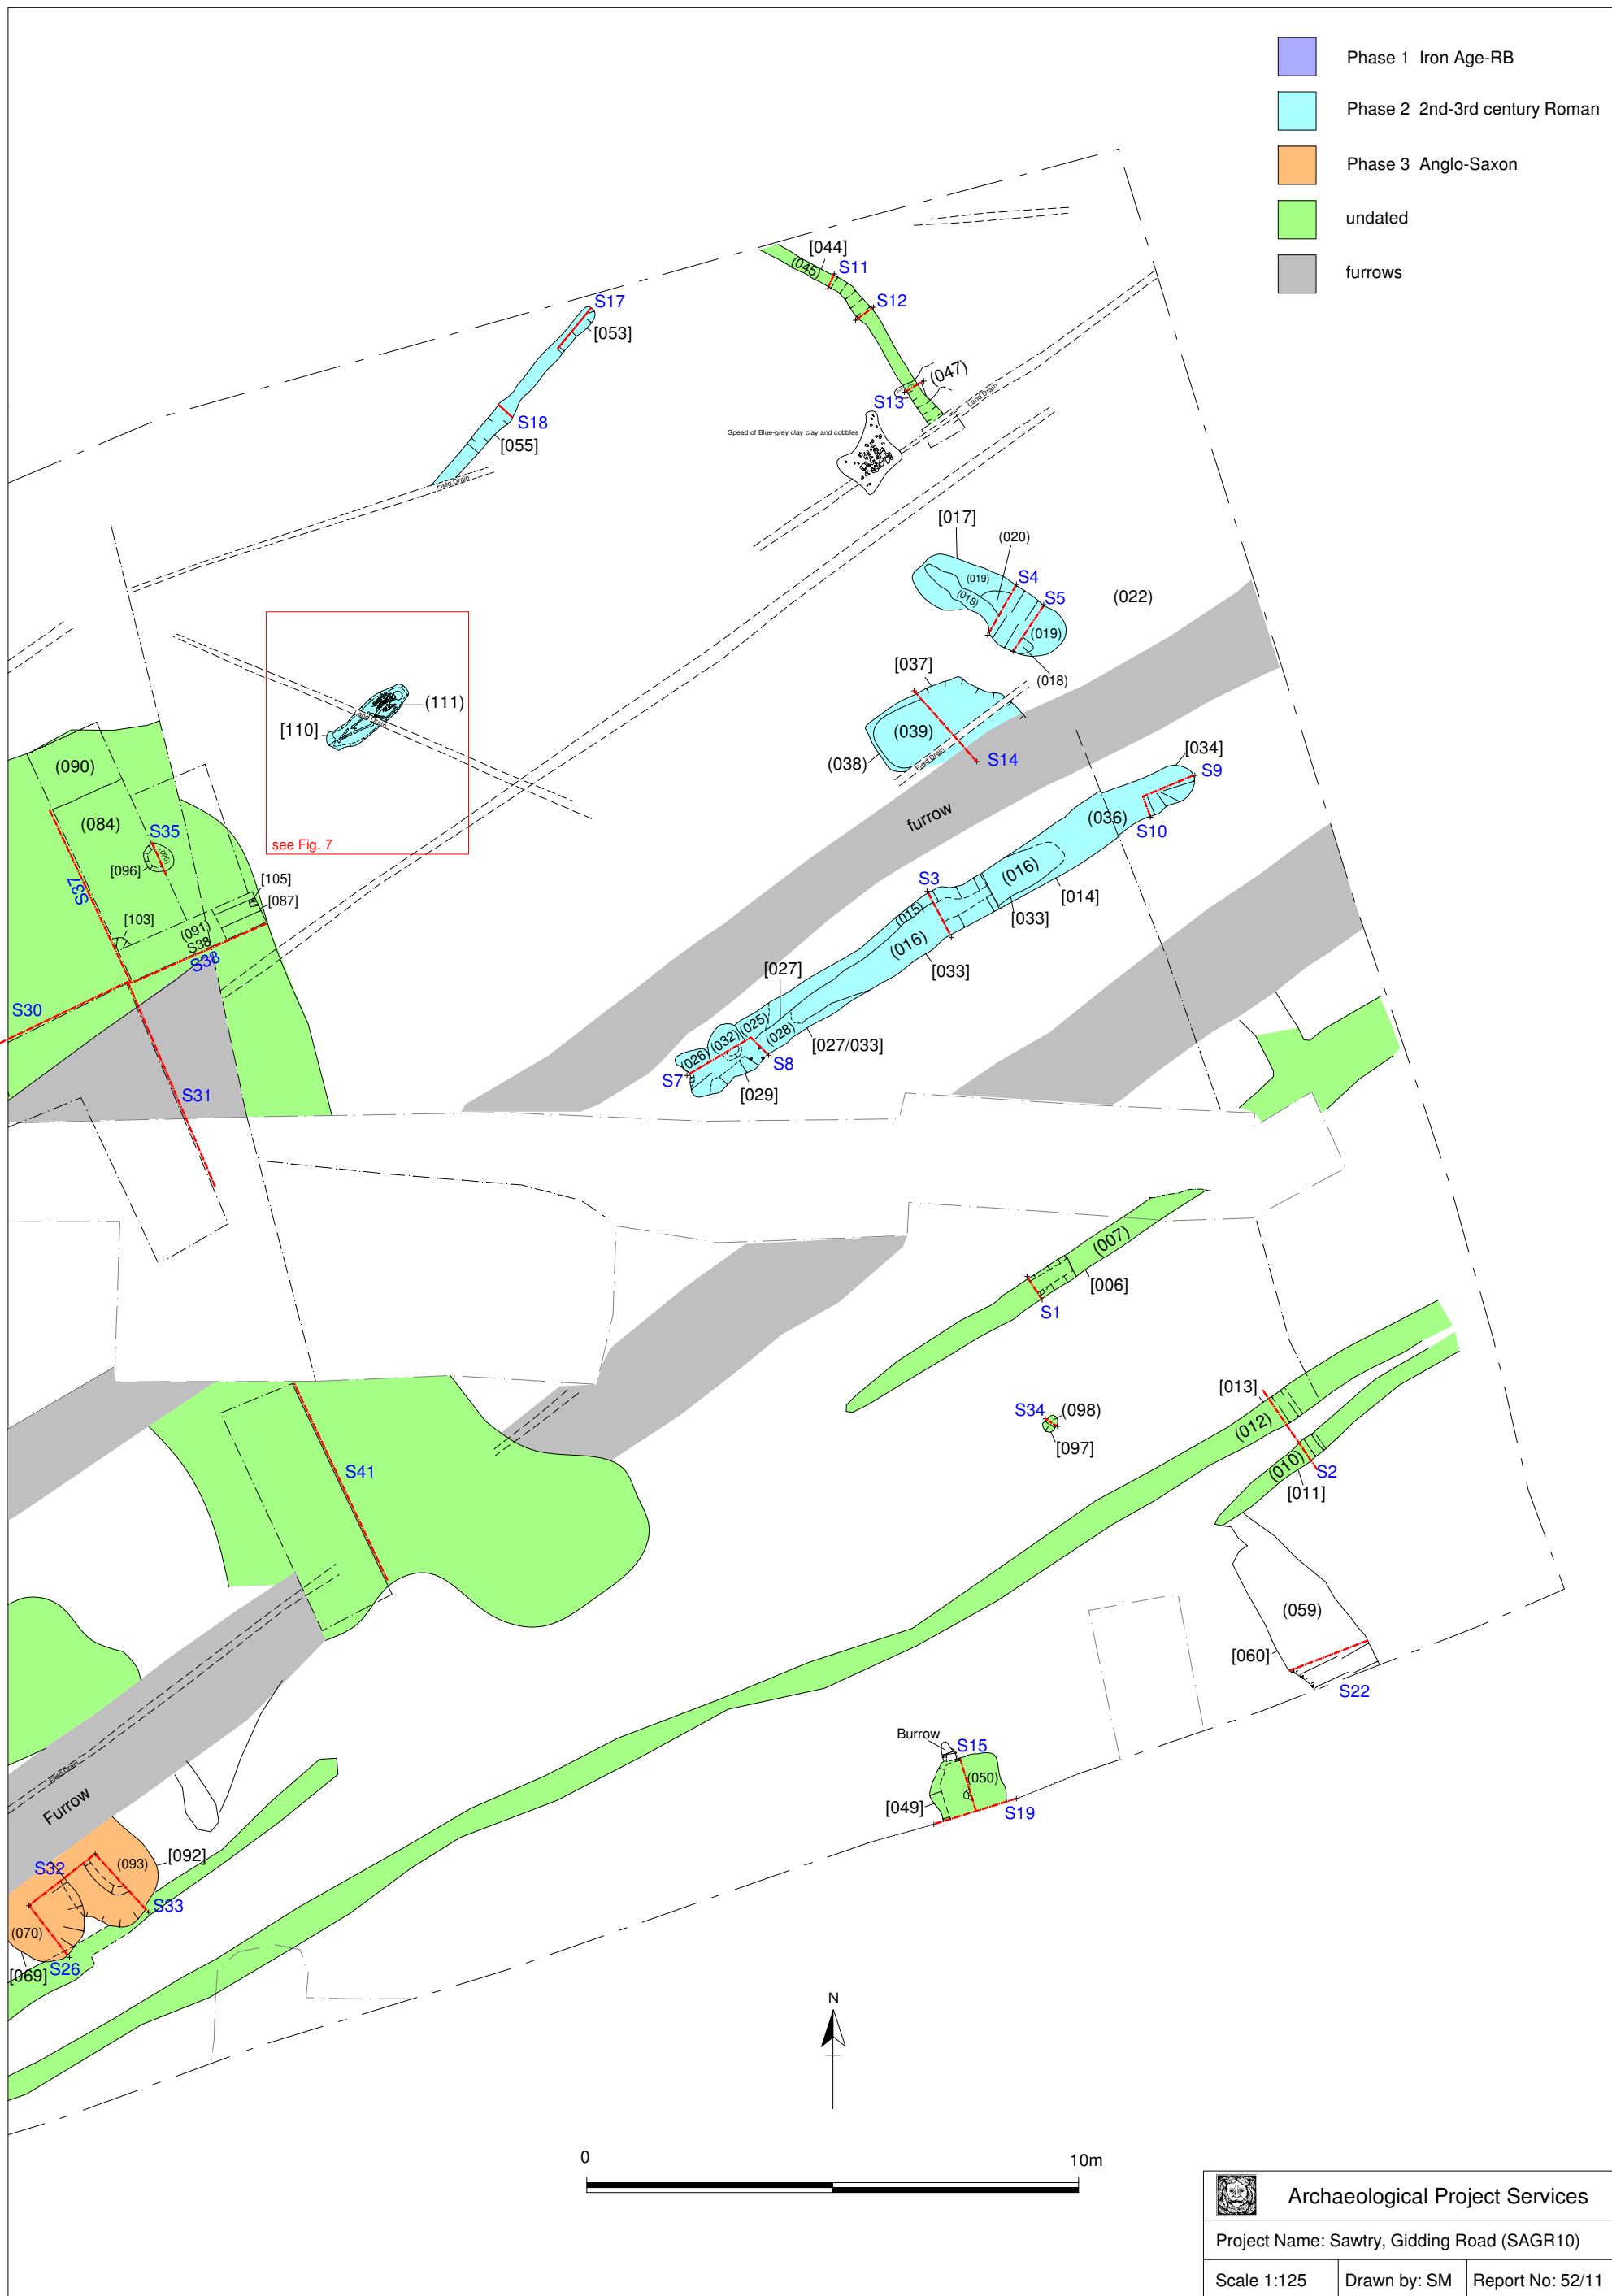 Phase 1 Iron Age-RB
Phase 2 2nd-3rd century Roman
Phase 3 Anglo-Saxon
undated
furrows
[044]
(045)
S11
S12
S17
[053]
(047)
S13
Land Drain
S18
Spead of Blue-grey clay clay and cobbles
[055]
Field Drain
[017]
(020)
(019)
S4
(018)
S5
(022)
(019)
(018)
[037]
(111)
[110]
(039)
(038)
Field Drain
S14
[034]
S9
(090)
(036)
furrow
S10
(084)
S35
see Fig. 7
(095)
[096]
S3
(016)
[014]
S37
[105]
(015)
[033]
[087]
[103]
(091)
S38
S38
(016)
[033]
[027]
S30
(025)
(032)
(028)
(026)
[027/033]
S8
S7
[029]
S31
(007)
[006]
S1
[013]
S34
(098)
(012)
[097]
S41
(010)
S2
[011]
(059)
[060]
S22
Burrow
S15
(050)
[049]
S19
Furrow
[092]
S32
(093)
S33
(070)
S26
[069]
N
0
10m
Archaeological Project Services
Project Name: Sawtry, Gidding Road (SAGR10)
Scale 1:125
Drawn by: SM
Report No: 52/11